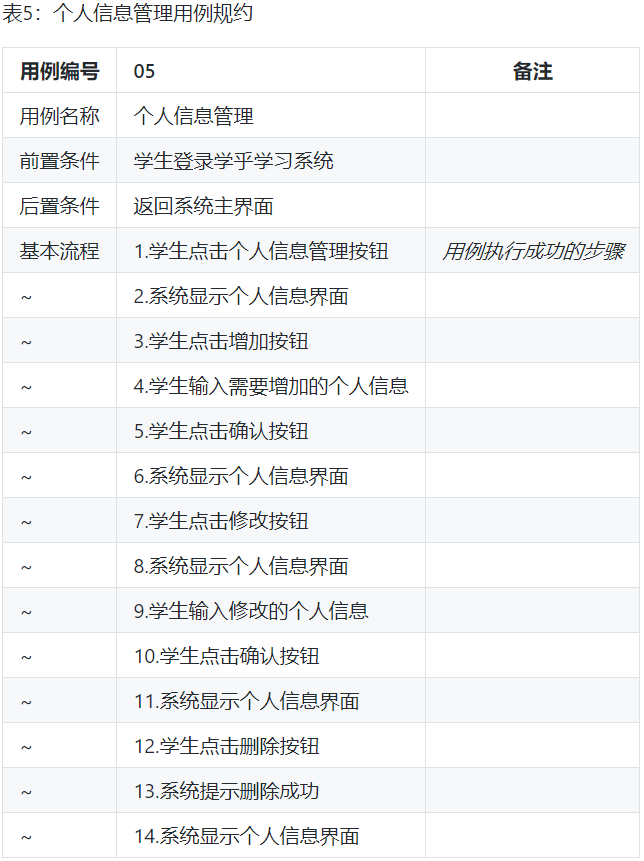 表5：个人信息管理用例规约
用例编号 05 备注
用例名称 个人信息管理
前置条件 学生登录学乎学习系统
后置条件 返回系统主界面
基本流程 1.学生点击个人信息管理按钮 用例执行成功的步骤
~ 2.系统显示个人信息界面
~ 3.学生点击增加按钮
~ 4.学生输入需要增加的个人信息
~ 5.学生点击确认按钮
~ 6.系统显示个人信息界面
~ 7.学生点击修改按钮
~ 8.系统显示个人信息界面
~ 9.学生输入修改的个人信息
~ 10.学生点击确认按钮
~ 11.系统显示个人信息界面
~ 12.学生点击删除按钮
~ 13.系统提示删除成功
~ 14.系统显示个人信息界面